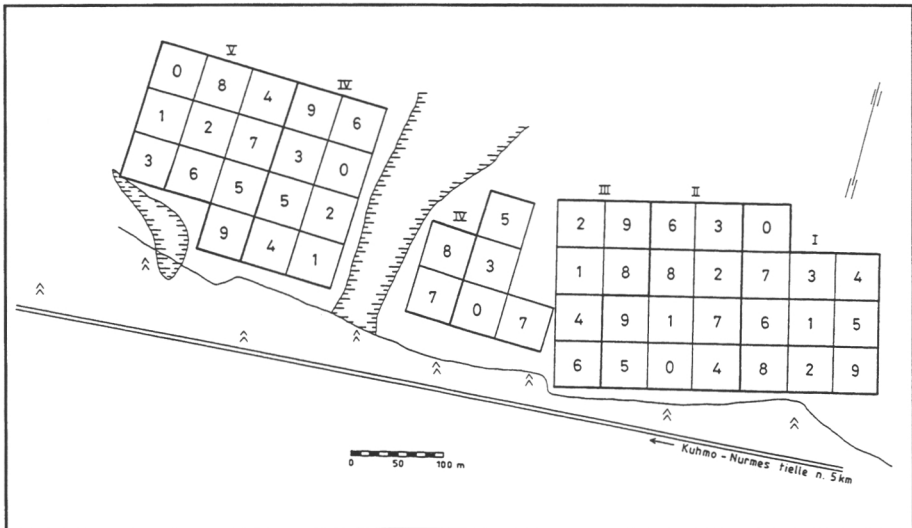 V
IV
0 8 4 9 6
1 2 7 3 0
3 6 5 5 2
9 4 1
IV
5
8 3
7 0 7
III II
I
2 9 6 3 0
1 8 8 2 7 3 4
4 9 1 7 6 1 5
6 5 0 4 8 2 9
0 50 100 m
Kuhmo - Nurmes tielle n. 5km